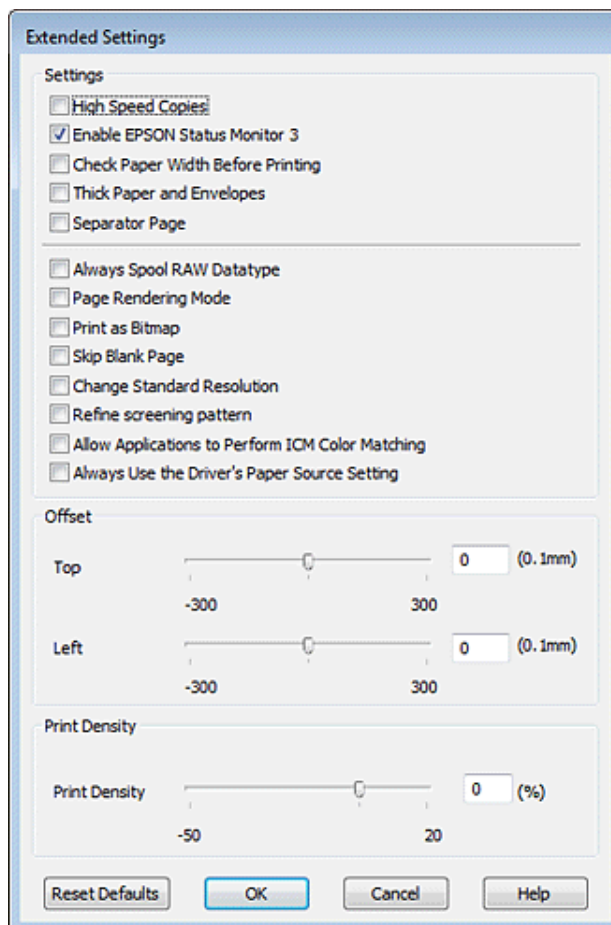 Extended Settings
Settings
High Speed Copies
Enable EPSON Status Monitor 3
Check Paper Width Before Printing
Thick Paper and Envelopes
Separator Page
Always Spool RAW Datatype
Page Rendering Mode
Print as Bitmap
Skip Blank Page
Change Standard Resolution
Refine screening pattern
Allow Applications to Perform ICM Color Matching
Always Use the Driver's Paper Source Setting
Offset
Top 0 (0.1mm)
-300 300
Left 0 (0.1mm)
-300 300
Print Density
Print Density 0 (%)
-50 20
Reset Defaults OK Cancel Help